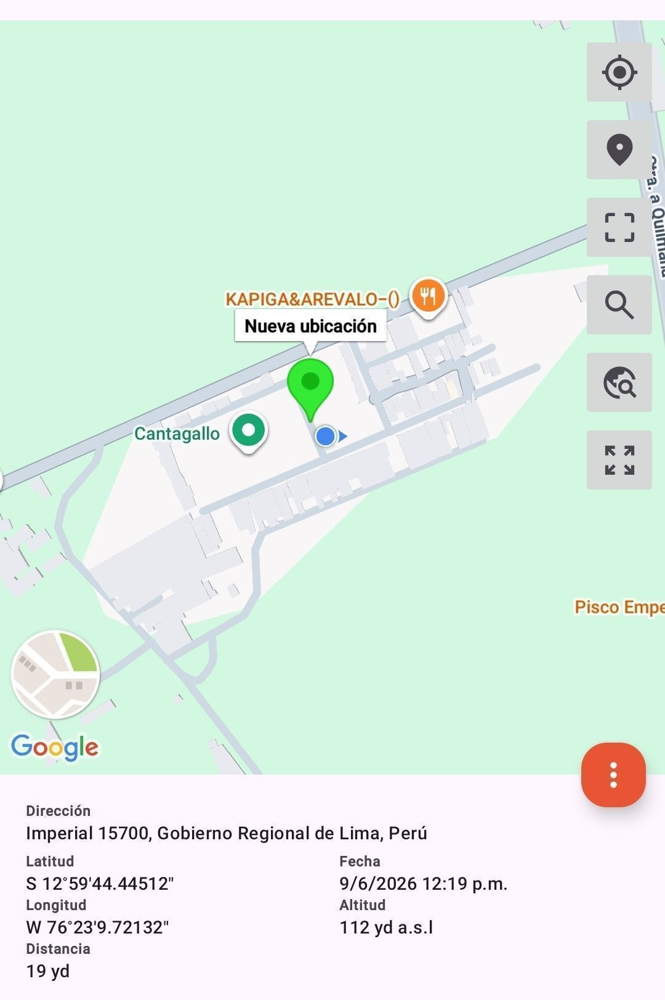 Ctra. a Quilmaná
KAPIGA&AREVALO-()
Nueva ubicación
Cantagallo
Pisco Empe
Google
Dirección
Imperial 15700, Gobierno Regional de Lima, Perú
Latitud
S 12°59'44.44512"
Longitud
W 76°23'9.72132"
Distancia
19 yd
Fecha
9/6/2026 12:19 p.m.
Altitud
112 yd a.s.l